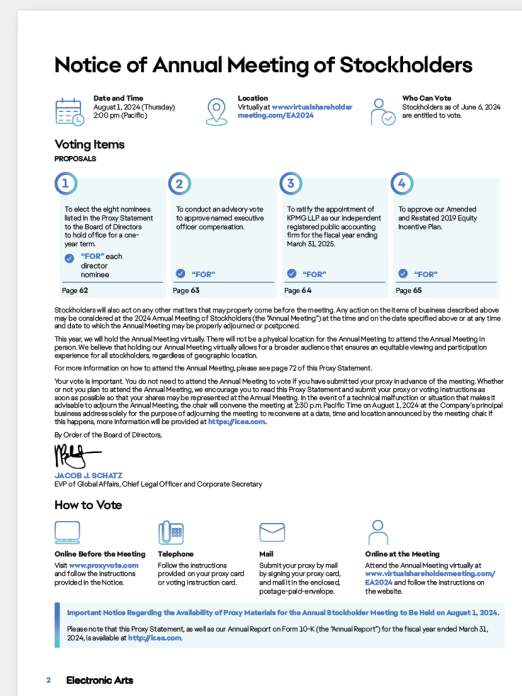 Notice of Annual Meeting of Stockholders
Date and Time
August 1, 2024 (Thursday)
2:00 pm (Pacific)
Location
Virtually at www.virtualshareholder
meeting.com/EA2024
Who Can Vote
Stockholders as of June 6, 2024
are entitled to vote.
Voting Items
PROPOSALS
1
To elect the eight nominees
listed in the Proxy Statement
to the Board of Directors
to hold office for a one-
year term.
"FOR" each
director
nominee
Page 62
2
To conduct an advisory vote
to approve named executive
officer compensation.
"FOR"
Page 63
3
To ratify the appointment of
KPMG LLP as our independent
registered public accounting
firm for the fiscal year ending
March 31, 2025.
"FOR"
Page 64
4
To approve our Amended
and Restated 2019 Equity
Incentive Plan.
"FOR"
Page 65
Stockholders will also act on any other matters that may properly come before the meeting. Any action on the items of business described above
may be considered at the 2024 Annual Meeting of Stockholders (the "Annual Meeting") at the time and on the date specified above or at any time
and date to which the Annual Meeting may be properly adjourned or postponed.
This year, we will hold the Annual Meeting virtually. There will not be a physical location for the Annual Meeting to attend the Annual Meeting in
person. We believe that holding our Annual Meeting virtually allows for a broader audience that ensures an equitable viewing and participation
experience for all stockholders, regardless of geographic location.
For more information on how to attend the Annual Meeting, please see page 72 of this Proxy Statement.
Your vote is important. You do not need to attend the Annual Meeting to vote if you have submitted your proxy in advance of the meeting. Whether
or not you plan to attend the Annual Meeting, we encourage you to read this Proxy Statement and submit your proxy or voting instructions as
soon as possible so that your shares may be represented at the Annual Meeting. In the event of a technical malfunction or situation that makes it
advisable to adjourn the Annual Meeting, the chair will convene the meeting at 2:30 p.m. Pacific Time on August 1, 2024 at the Company's principal
business address solely for the purpose of adjourning the meeting to reconvene at a date, time and location announced by the meeting chair. If
this happens, more information will be provided at https://ir.ea.com.
By Order of the Board of Directors,
JACOB J. SCHATZ
EVP of Global Affairs, Chief Legal Officer and Corporate Secretary
How to Vote
Online Before the Meeting
Visit www.proxyvote.com
and follow the instructions
provided in the Notice.
Telephone
Follow the instructions
provided on your proxy card
or voting instruction card.
Mail
Submit your proxy by mail
by signing your proxy card,
and mail it in the enclosed,
postage-paid-envelope.
Online at the Meeting
Attend the Annual Meeting virtually at
www.virtualshareholdermeeting.com/
EA2024 and follow the instructions on
the website.
Important Notice Regarding the Availability of Proxy Materials for the Annual Stockholder Meeting to Be Held on August 1, 2024.
Please note that this Proxy Statement, as well as our Annual Report on Form 10-K (the "Annual Report") for the fiscal year ended March 31,
2024, is available at http://ir.ea.com.
2 Electronic Arts